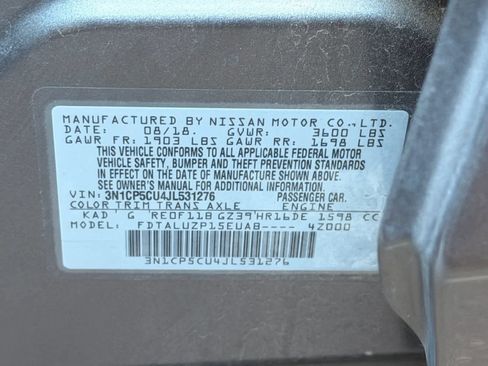 MANUFACTURED BY NISSAN MOTOR CO.,LTD.
DATE: 08/18. GVWR: 3600 LBS
GAWR FR: 1903 LBS GAWR RR: 1698 LBS
THIS VEHICLE CONFORMS TO ALL APPLICABLE FEDERAL MOTOR
VEHICLE SAFETY, BUMPER AND THEFT PREVENTION STANDARDS
IN EFFECT ON THE DATE OF MANUFACTURE SHOWN ABOVE.
SEE OWNER'S MANUAL FOR ADDITIONAL INFORMATION
VIN: 3N1CP5CU4JL531276 PASSENGER CAR.
COLOR TRIM TRANS AXLE ENGINE
KAD G RE0F11B GZ39 HR16DE 1598 CC
MODEL: FDTALUZP15EUAB---- 4Z000
3N1CP5CU4JL531276